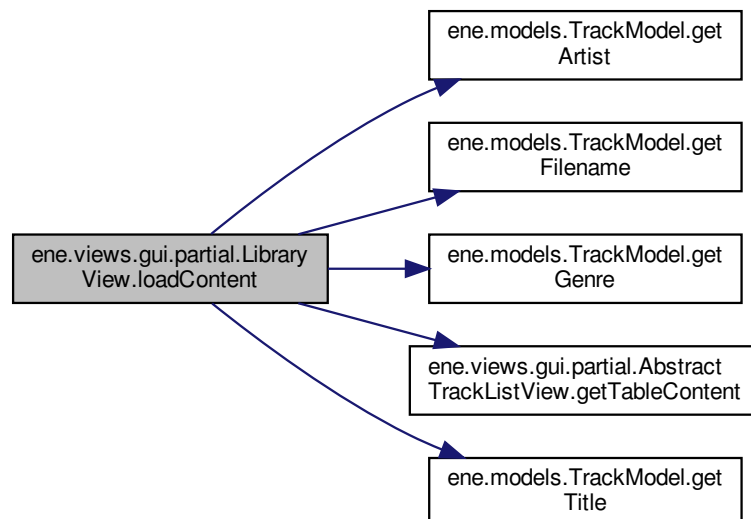 ene.models.TrackModel.get
Artist
ene.models.TrackModel.get
Filename
ene.views.gui.partial.Library
View.loadContent
ene.models.TrackModel.get
Genre
ene.views.gui.partial.Abstract
TrackListView.getTableContent
ene.models.TrackModel.get
Title